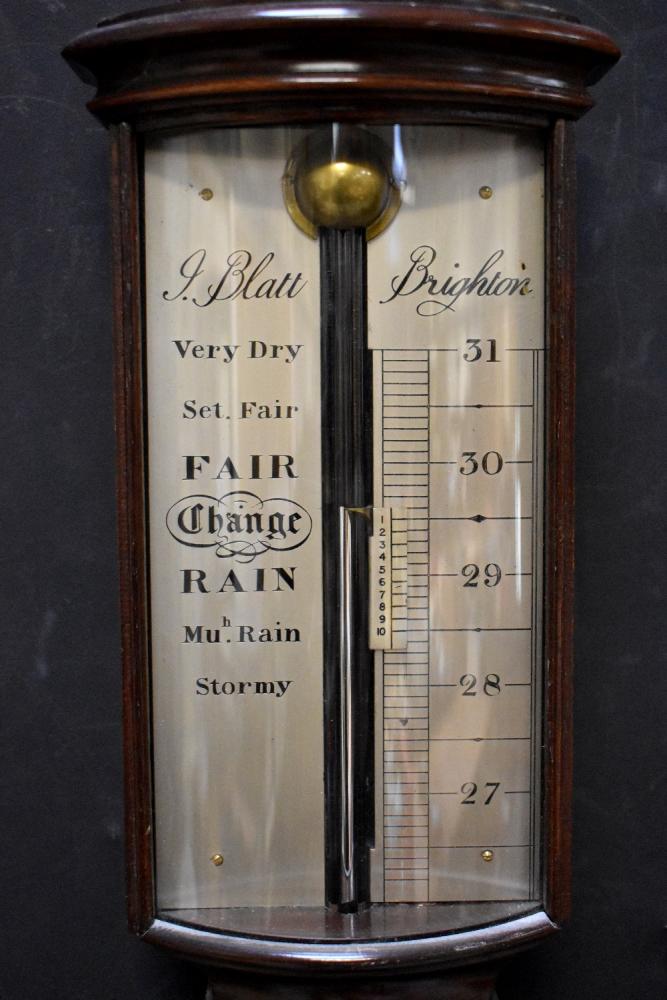 J. Blatt Brighton
Very Dry
Set. Fair
FAIR
Change
RAIN
Muh. Rain
Stormy
31
30
29
28
27
1
2
3
4
5
6
7
8
9
10